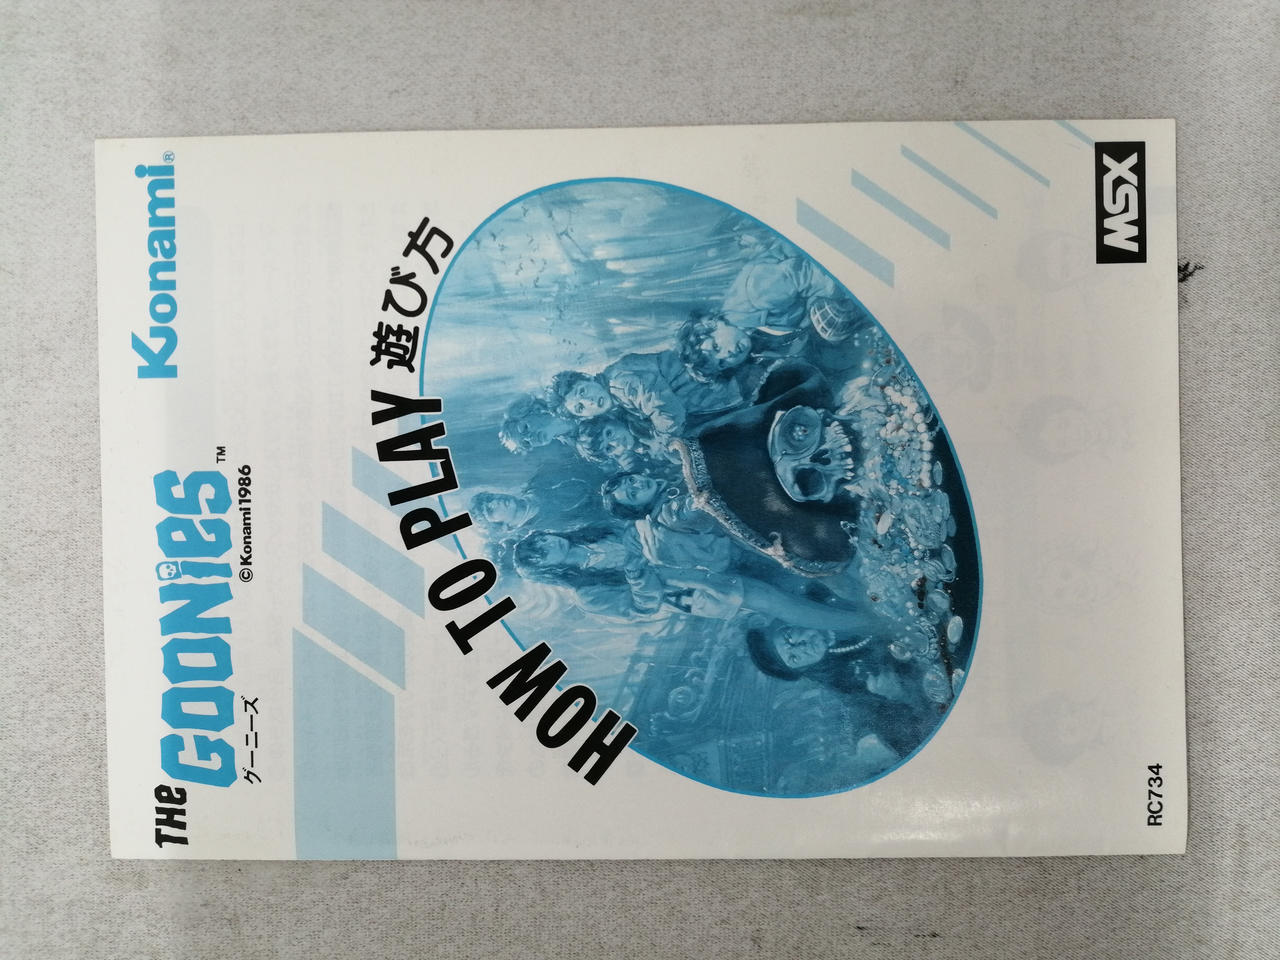 THE GOONIES™
グーニーズ
©Konami1986
Konami®
HOW TO PLAY 遊び方
RC734
MSX